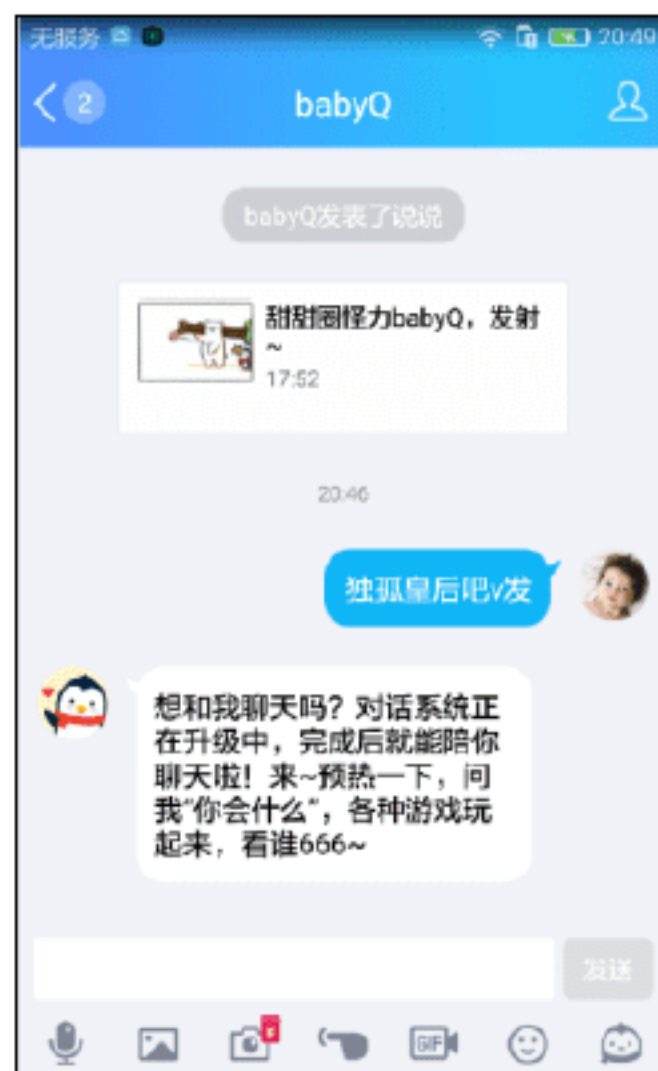 无服务 20:49
2 babyQ
babyQ发表了说说
甜甜圈怪力babyQ，发射
~
17:52
20:46
独孤皇后吧v发
想和我聊天吗？对话系统正
在升级中，完成后就能陪你
聊天啦！来~预热一下，问
我“你会什么”，各种游戏玩
起来，看谁666~
发送
GIF